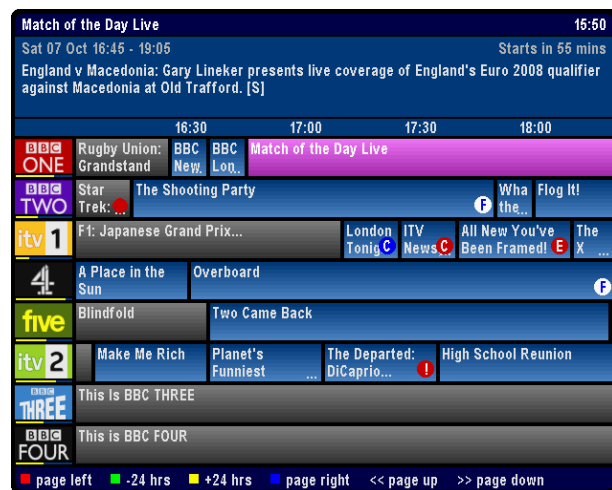 Match of the Day Live 15:50
Sat 07 Oct 16:45 - 19:05 Starts in 55 mins
England v Macedonia: Gary Lineker presents live coverage of England's Euro 2008 qualifier
against Macedonia at Old Trafford. [S]
16:30 17:00 17:30 18:00
BBC ONE
Rugby Union:
Grandstand
BBC
New..
BBC
Lon..
Match of the Day Live
BBC TWO
Star
Trek: ...
The Shooting Party
F
Wha
the...
Flog It!
itv 1
F1: Japanese Grand Prix...
London
Tonig C
ITV
News... C
All New You've
Been Framed! E
The
X ...
4
A Place in the
Sun
Overboard
F
five
Blindfold
Two Came Back
itv 2
Make Me Rich
Planet's
Funniest ...
The Departed:
DiCaprio... !
High School Reunion
BBC THREE
This Is BBC THREE
BBC FOUR
This is BBC FOUR
page left -24 hrs +24 hrs page right << page up >> page down